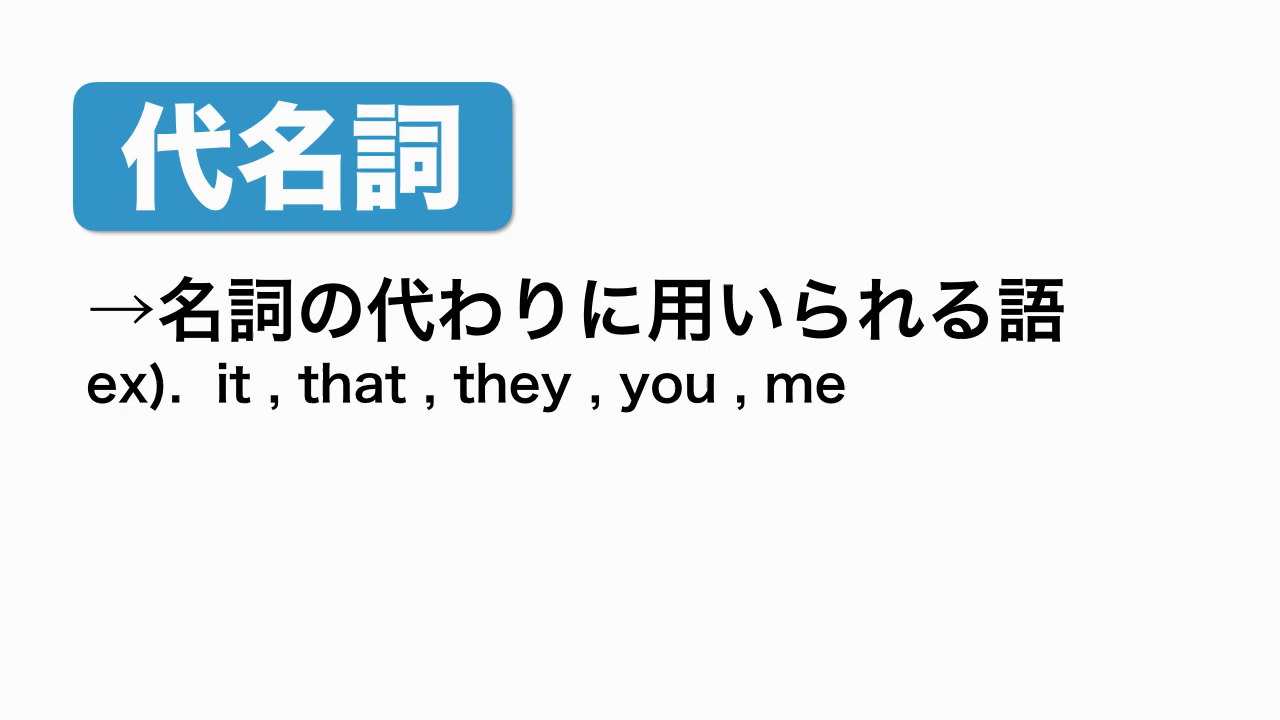 代名詞
→名詞の代わりに用いられる語
ex). it , that , they , you , me